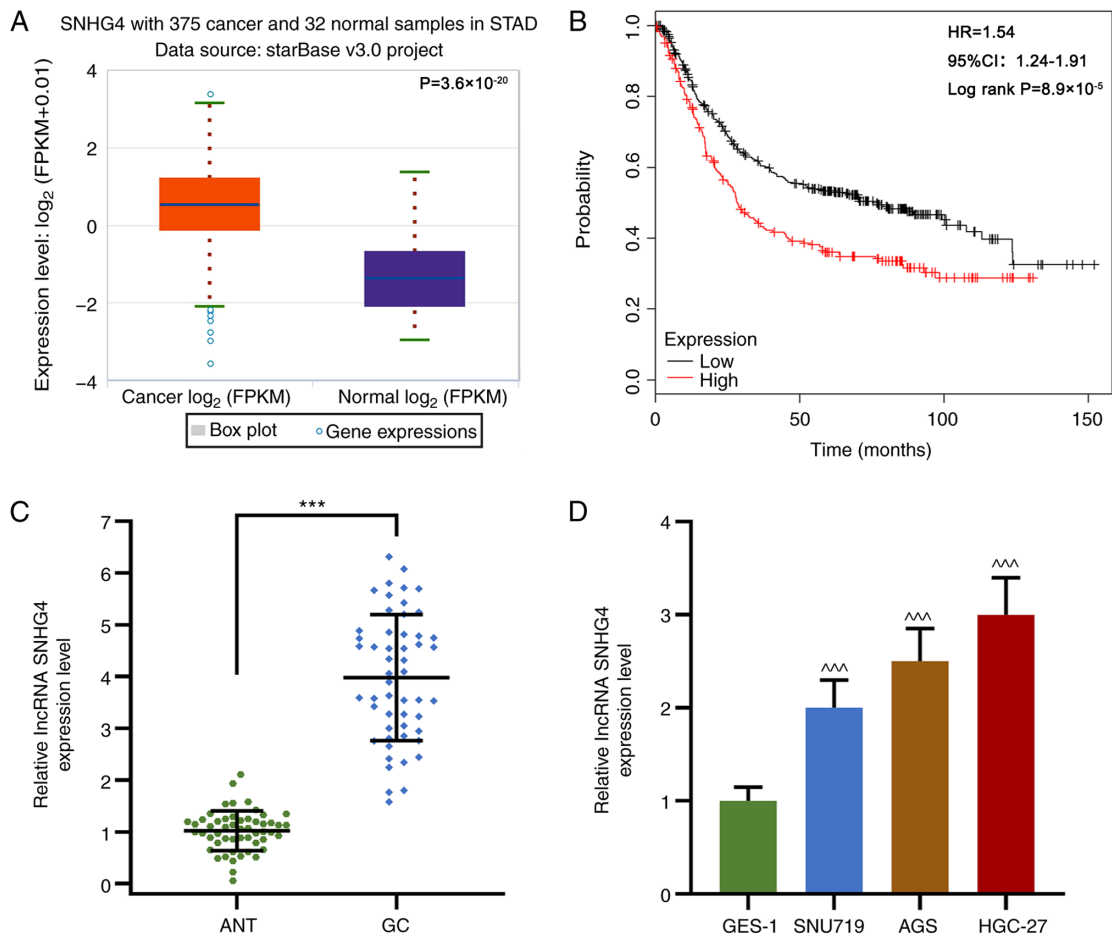 A
SNHG4 with 375 cancer and 32 normal samples in STAD
Data source: starBase v3.0 project
P=3.6×10⁻²⁰
Expression level: log₂ (FPKM+0.01)
4
2
0
−2
−4
Cancer log₂ (FPKM)
Normal log₂ (FPKM)
Box plot
Gene expressions
B
HR=1.54
95%CI: 1.24-1.91
Log rank P=8.9×10⁻⁵
Probability
1.0
0.8
0.6
0.4
0.2
0.0
Expression
Low
High
0
50
100
150
Time (months)
C
***
Relative lncRNA SNHG4
expression level
7
6
5
4
3
2
1
0
ANT
GC
D
Relative lncRNA SNHG4
expression level
4
3
2
1
0
^^^
^^^
^^^
GES-1
SNU719
AGS
HGC-27